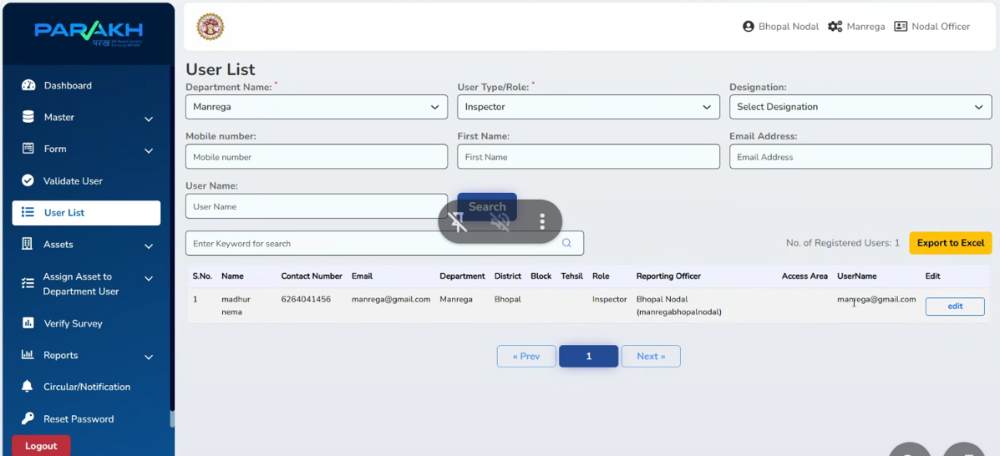 PARAKH
परख
Bhopal Nodal
Manrega
Nodal Officer
Dashboard
Master
Form
Validate User
User List
Assets
Assign Asset to
Department User
Verify Survey
Reports
Circular/Notification
Reset Password
Logout
User List
Department Name: *
User Type/Role: *
Designation:
Manrega
Inspector
Select Designation
Mobile number:
First Name:
Email Address:
Mobile number
First Name
Email Address
User Name:
User Name
Search
Enter Keyword for search
No. of Registered Users: 1
Export to Excel
S.No. Name Contact Number Email Department District Block Tehsil Role Reporting Officer Access Area UserName Edit
1 madhur 6264041456 manrega@gmail.com Manrega Bhopal Inspector Bhopal Nodal manrega@gmail.com edit
nema (manregabhopalnodal)
« Prev 1 Next »